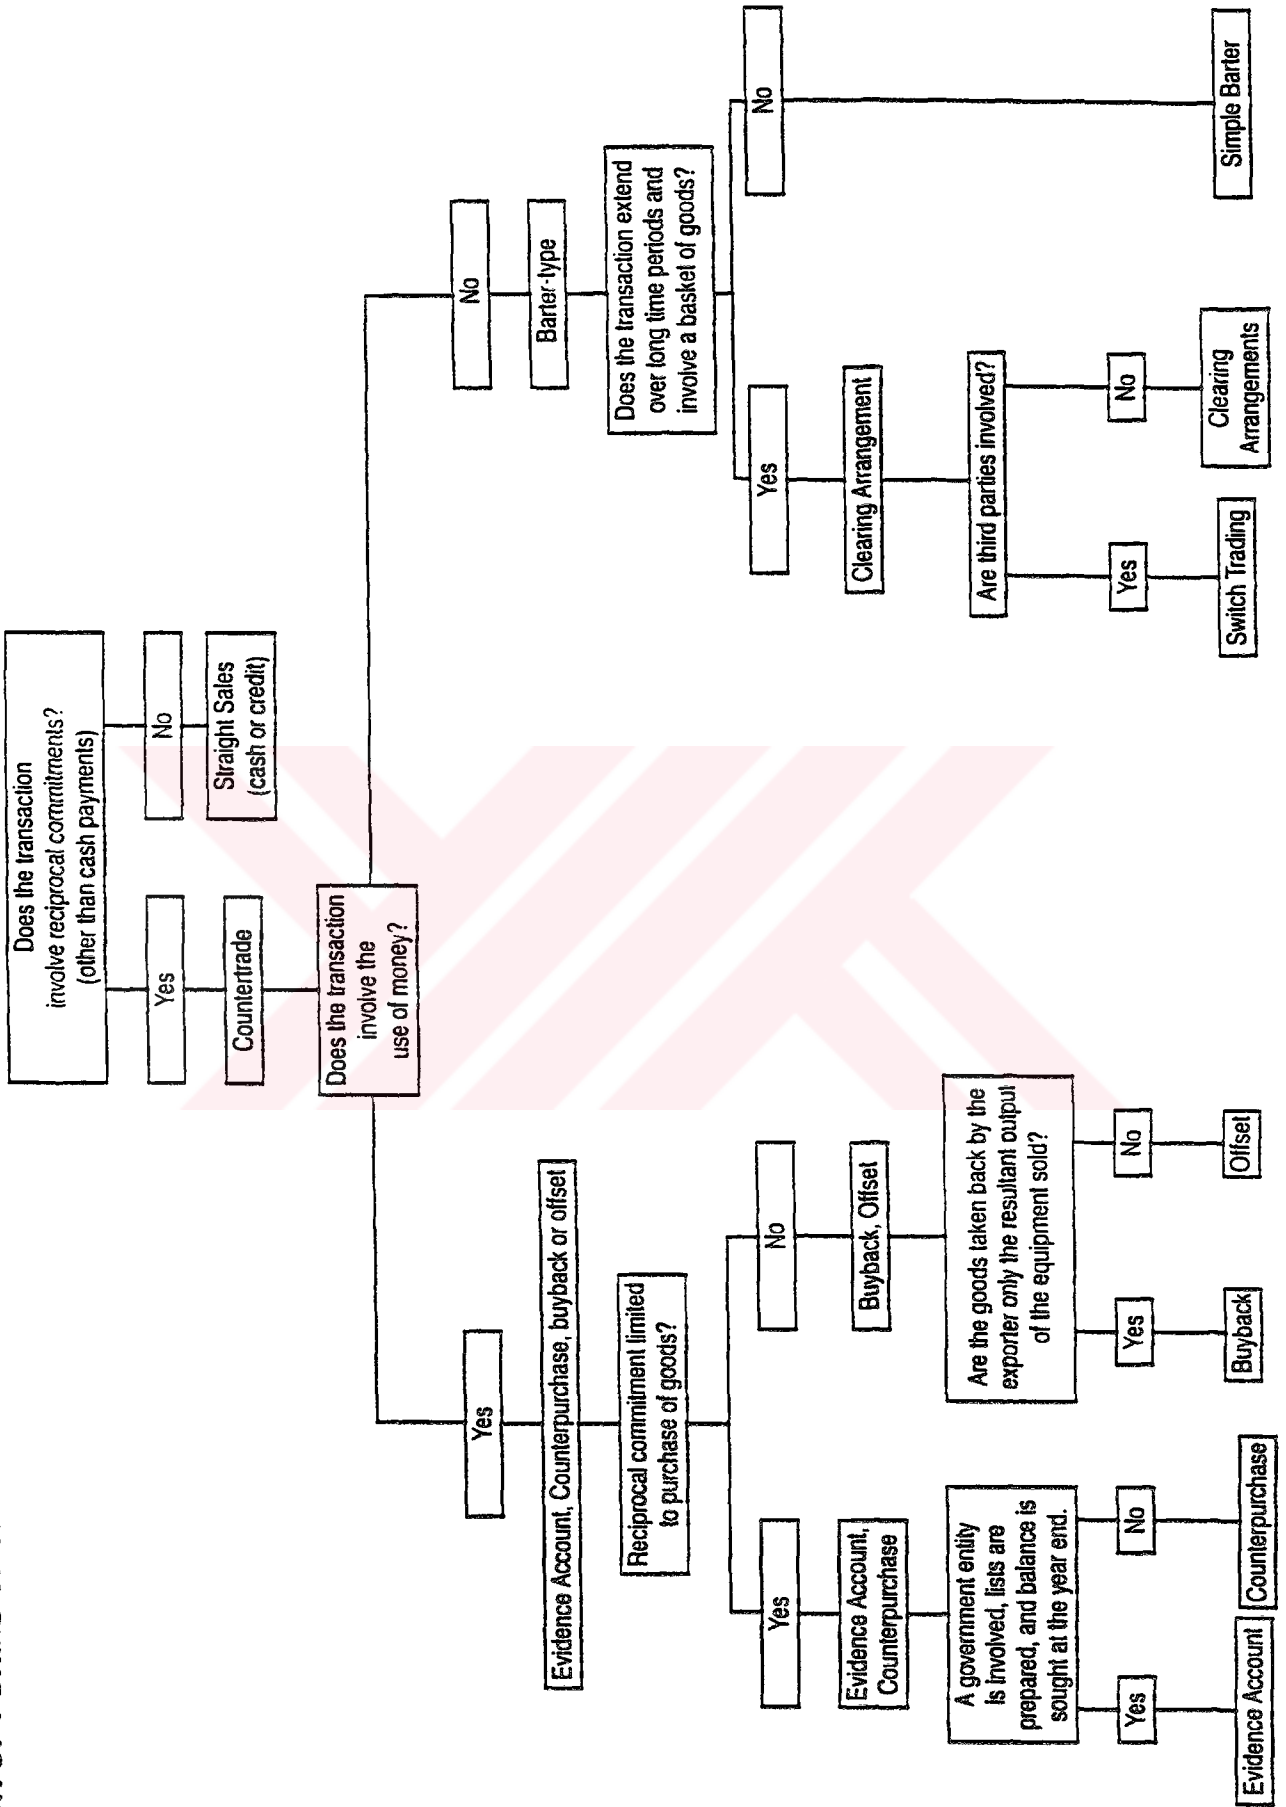 Does the transaction
involve reciprocal commitments?
(other than cash payments)
Yes
No
Countertrade
Straight Sales
(cash or credit)
Does the transaction
involve the
use of money?
Yes
No
Evidence Account, Counterpurchase, buyback or offset
Barter-type
Reciprocal commitment limited
to purchase of goods?
Does the transaction extend
over long time periods and
involve a basket of goods?
Yes
No
Yes
No
Evidence Account,
Counterpurchase
Buyback, Offset
Clearing Arrangement
A government entity
is involved, lists are
prepared, and balance is
sought at the year end.
Are the goods taken back by the
exporter only the resultant output
of the equipment sold?
Are third parties involved?
Yes
No
Yes
No
Yes
No
Evidence Account
Counterpurchase
Buyback
Offset
Switch Trading
Clearing
Arrangements
Simple Barter